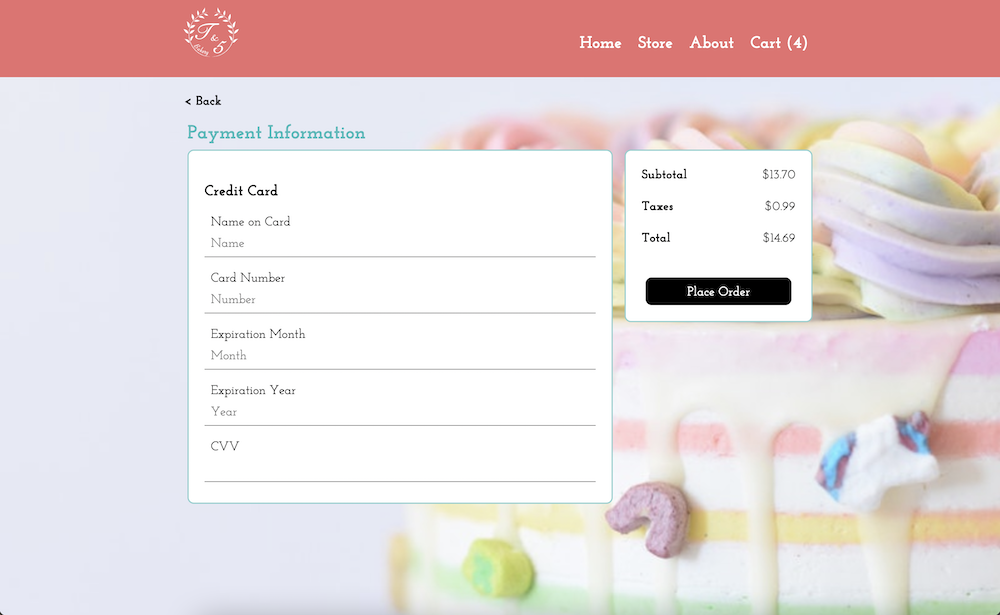 T & 5
Bakery
Home Store About Cart (4)
< Back
Payment Information
Credit Card
Name on Card
Name
Card Number
Number
Expiration Month
Month
Expiration Year
Year
CVV
Subtotal $13.70
Taxes $0.99
Total $14.69
Place Order